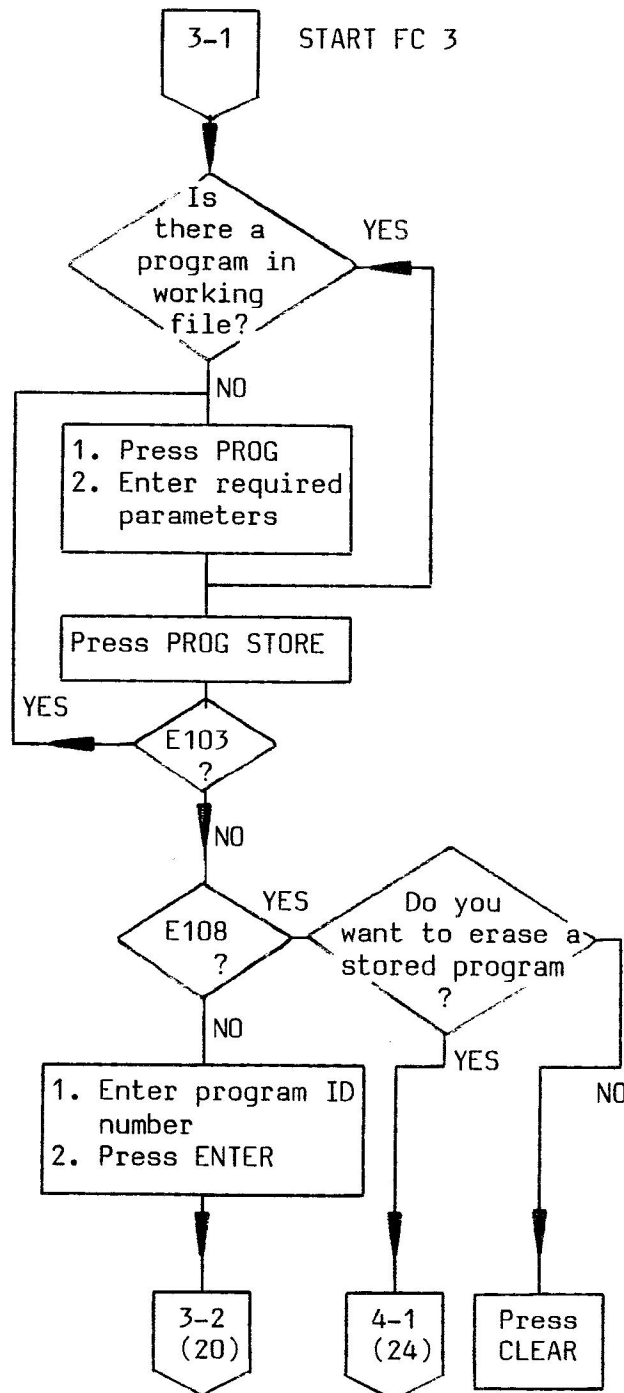 3-1
START FC 3
Is
there a
program in
working
file?
YES
NO
1. Press PROG
2. Enter required
parameters
Press PROG STORE
YES
E103
?
NO
E108
?
YES
Do you
want to erase a
stored program
?
NO
YES
NO
1. Enter program ID
number
2. Press ENTER
3-2
(20)
4-1
(24)
Press
CLEAR